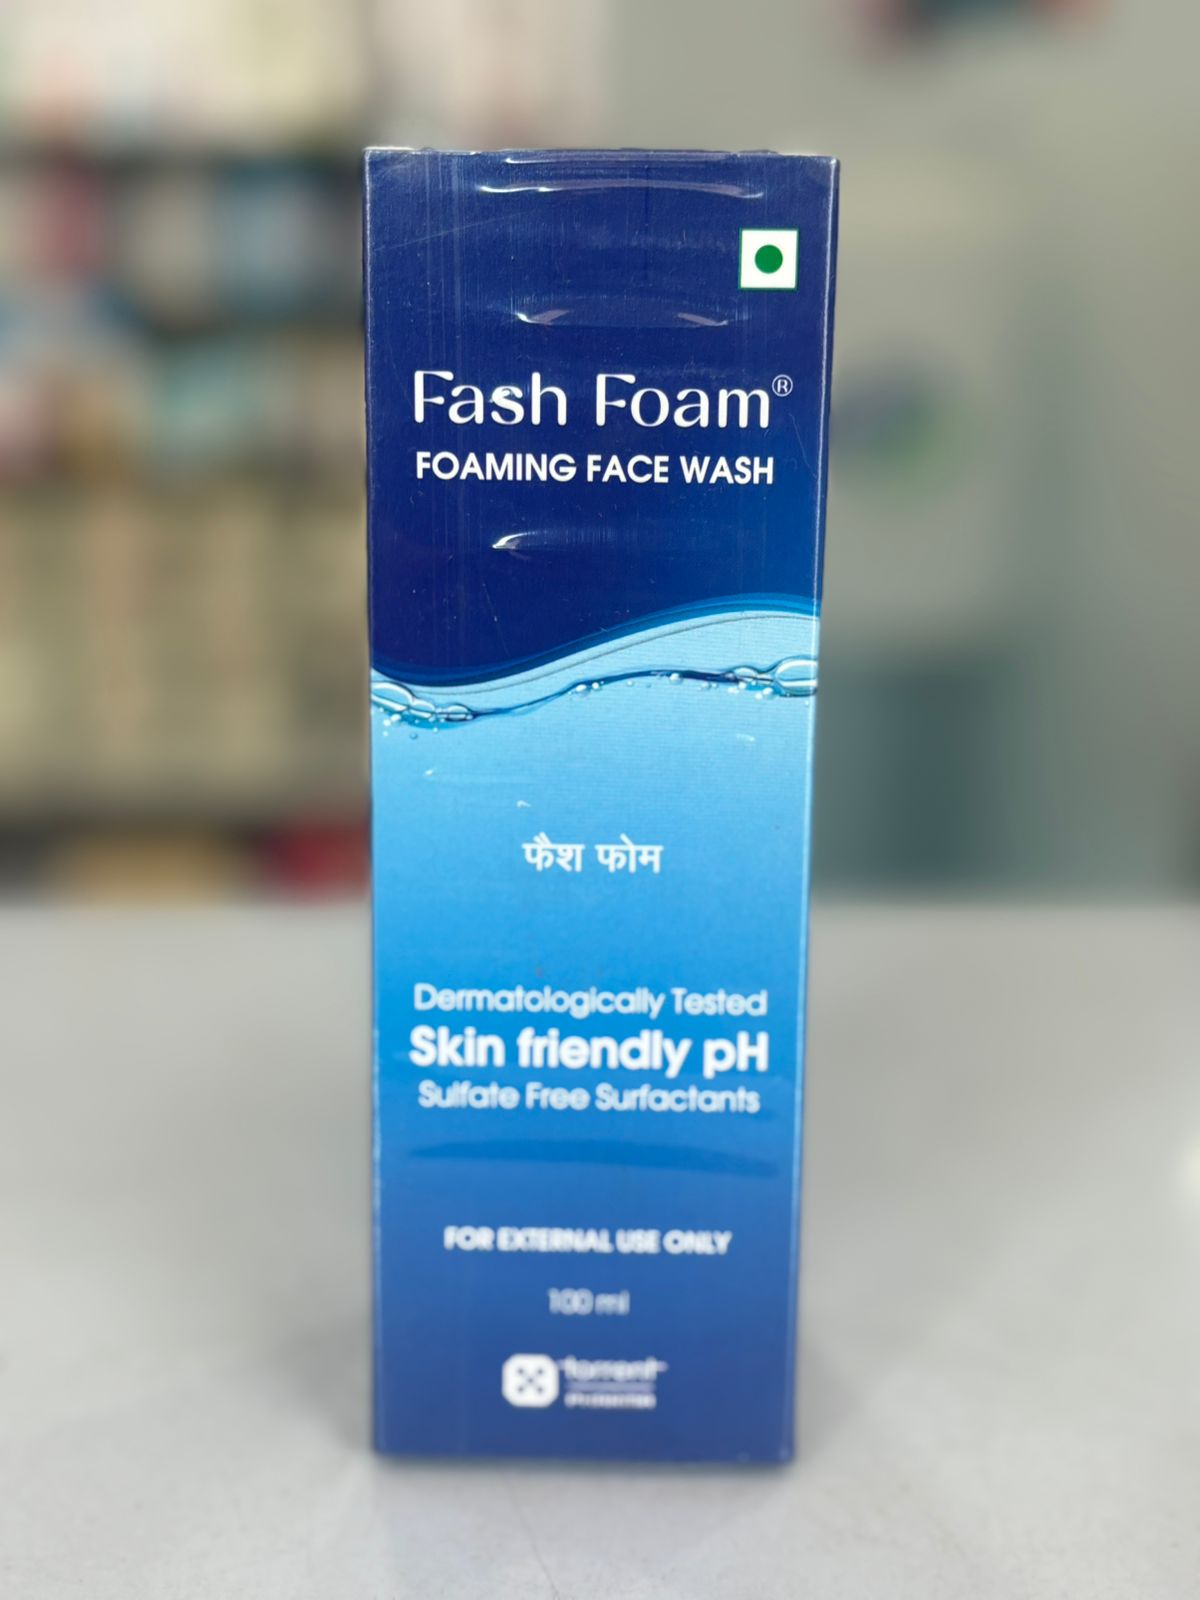 Fash Foam®
FOAMING FACE WASH
फैश फोम
Dermatologically Tested
Skin friendly pH
Sulfate Free Surfactants
FOR EXTERNAL USE ONLY
100 ml
torrent